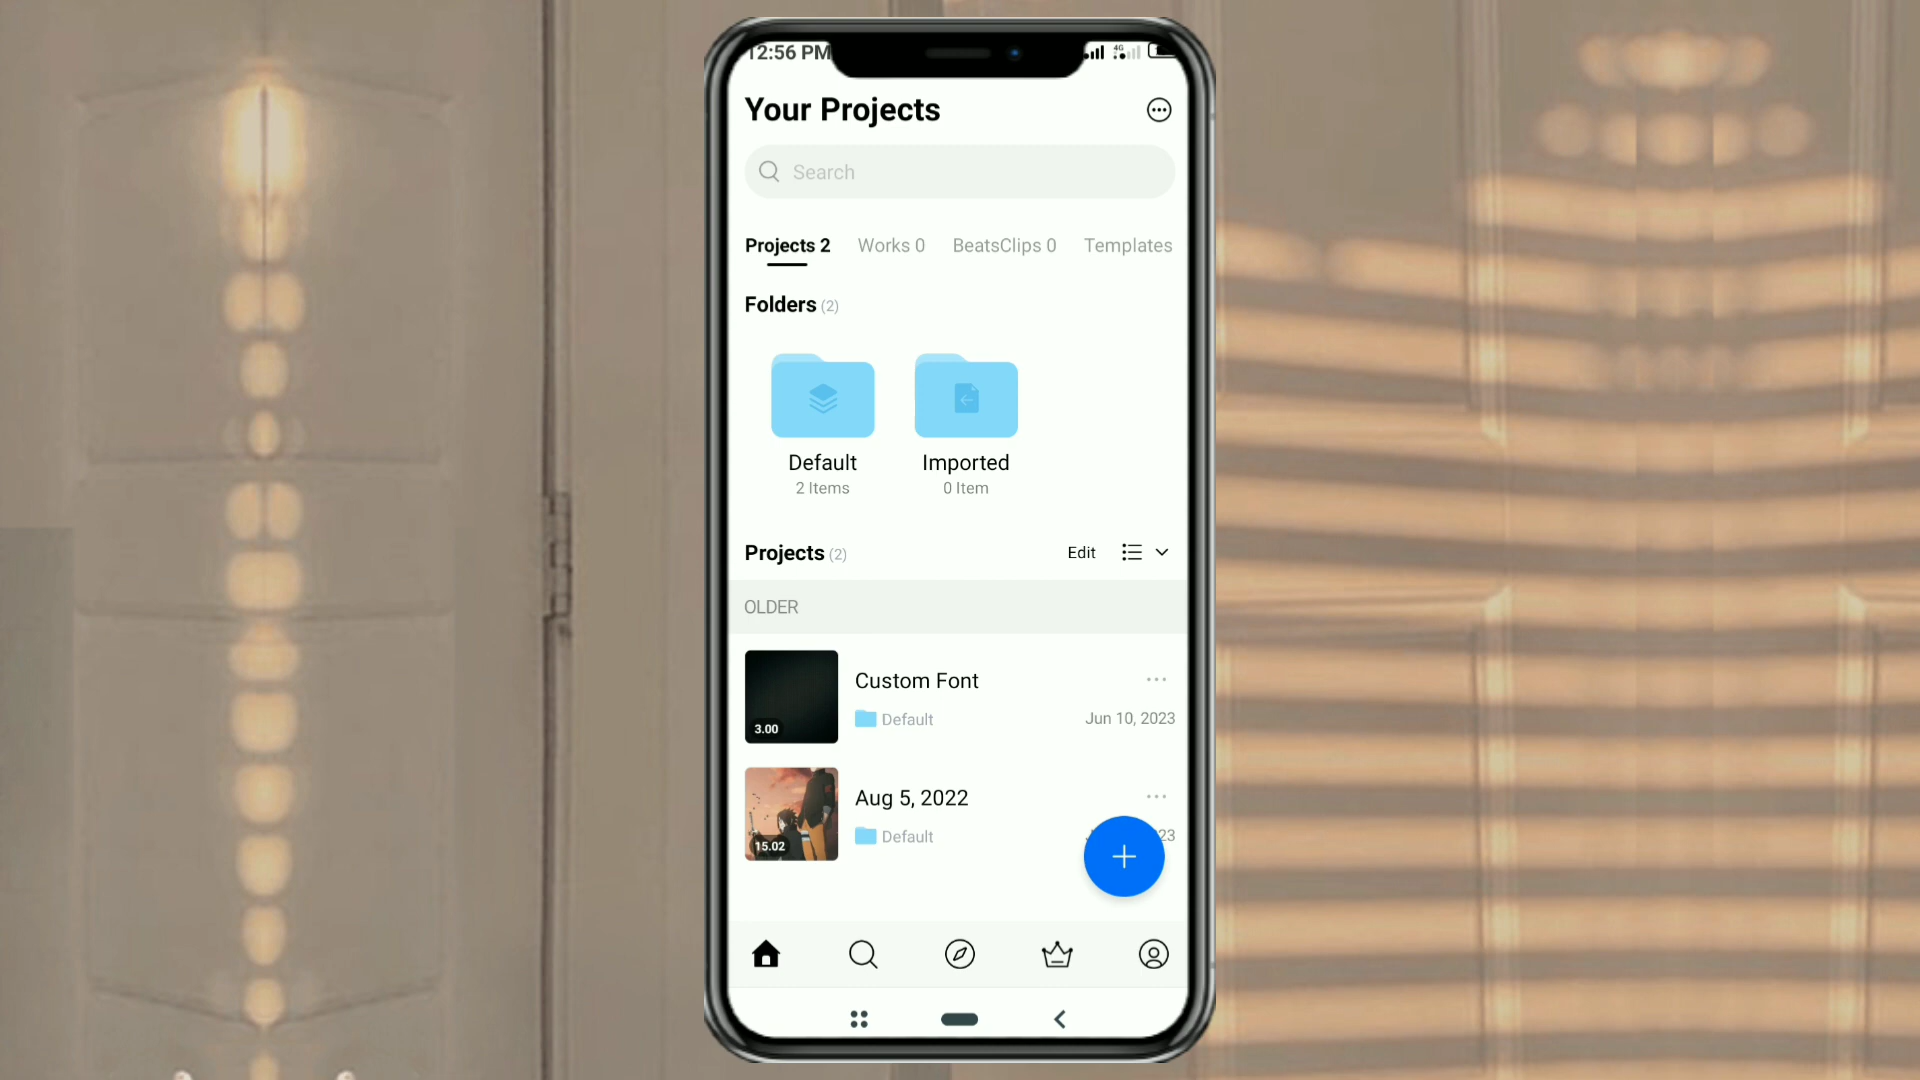 12:56 PM
4G
Your Projects
Search
Projects 2 Works 0 BeatsClips 0 Templates
Folders (2)
Default Imported
2 Items 0 Item
Projects (2) Edit
OLDER
Custom Font
3.00
Default Jun 10, 2023
Aug 5, 2022
15.02
Default 23